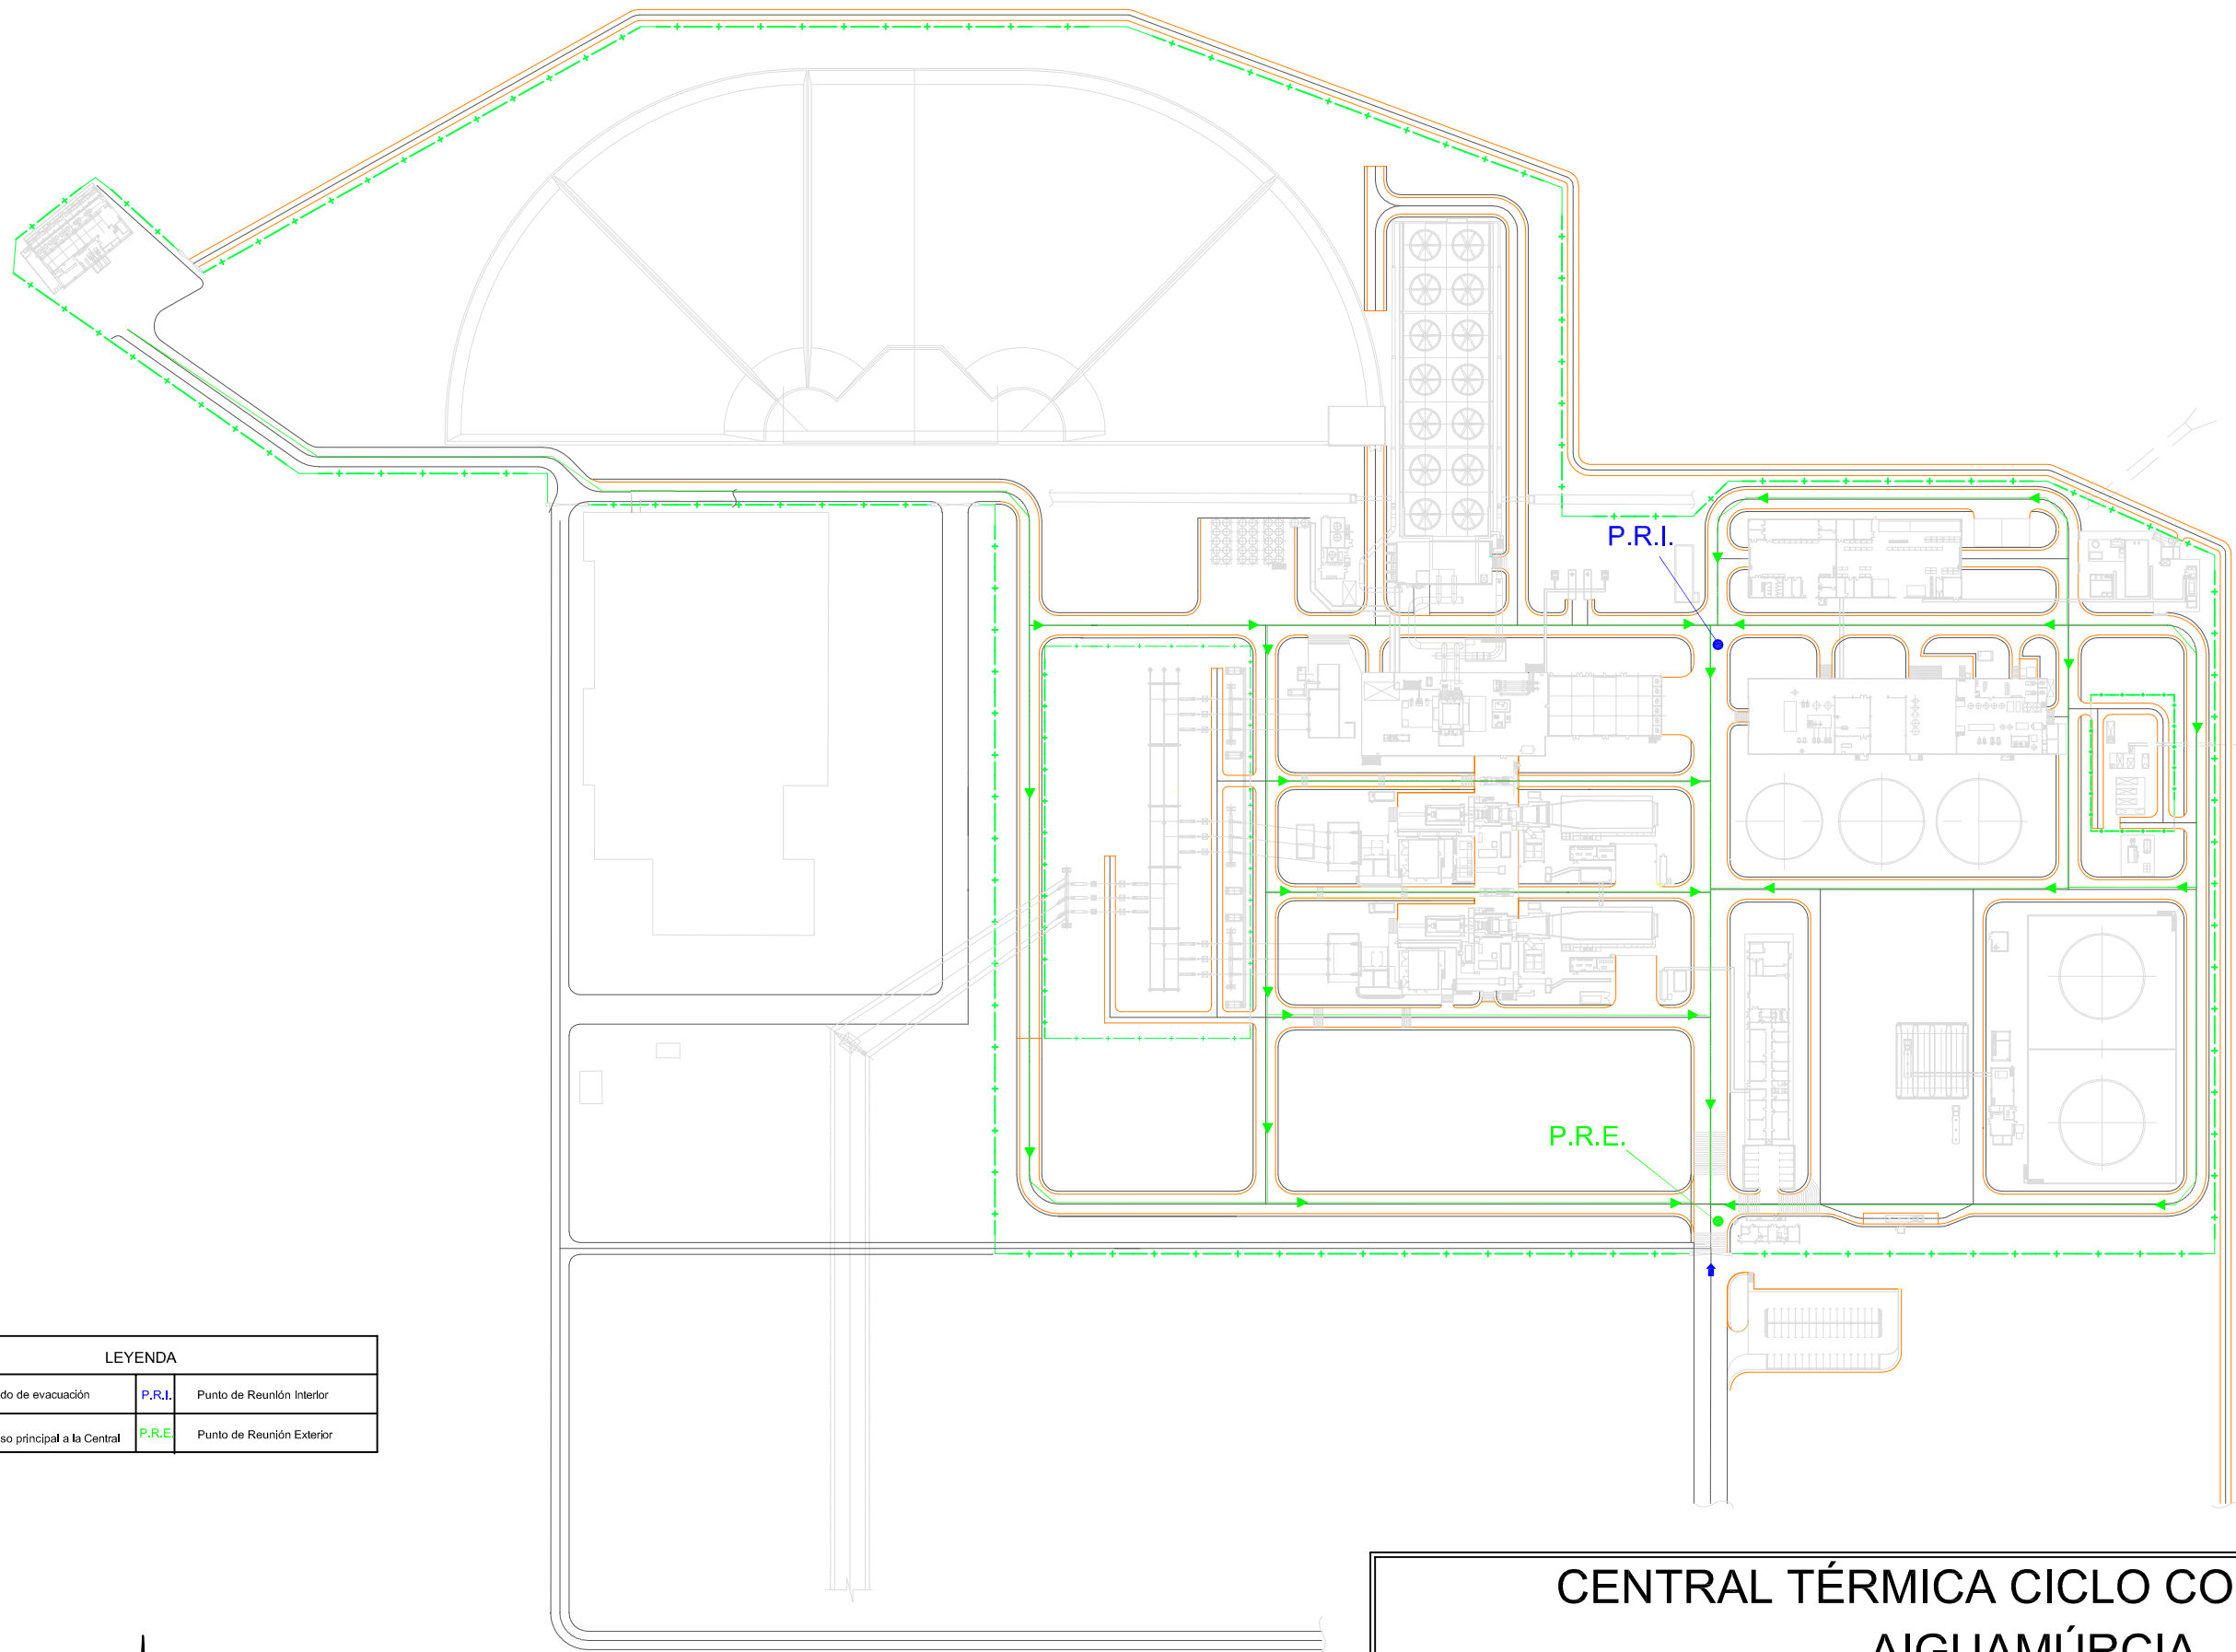 P.R.I.
P.R.E.
LEYENDA
do de evacuación
P.R.I.
Punto de Reunión Interior
so principal a la Central
P.R.E.
Punto de Reunión Exterior
CENTRAL TÉRMICA CICLO CO
AIGUAMÚRCIA